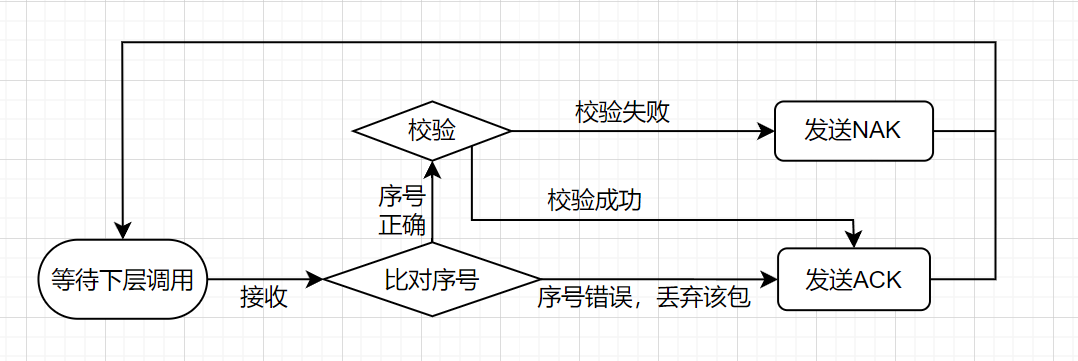 校验失败
校验
发送NAK
序号
正确
校验成功
等待下层调用
接收
比对序号
序号错误，丢弃该包
发送ACK